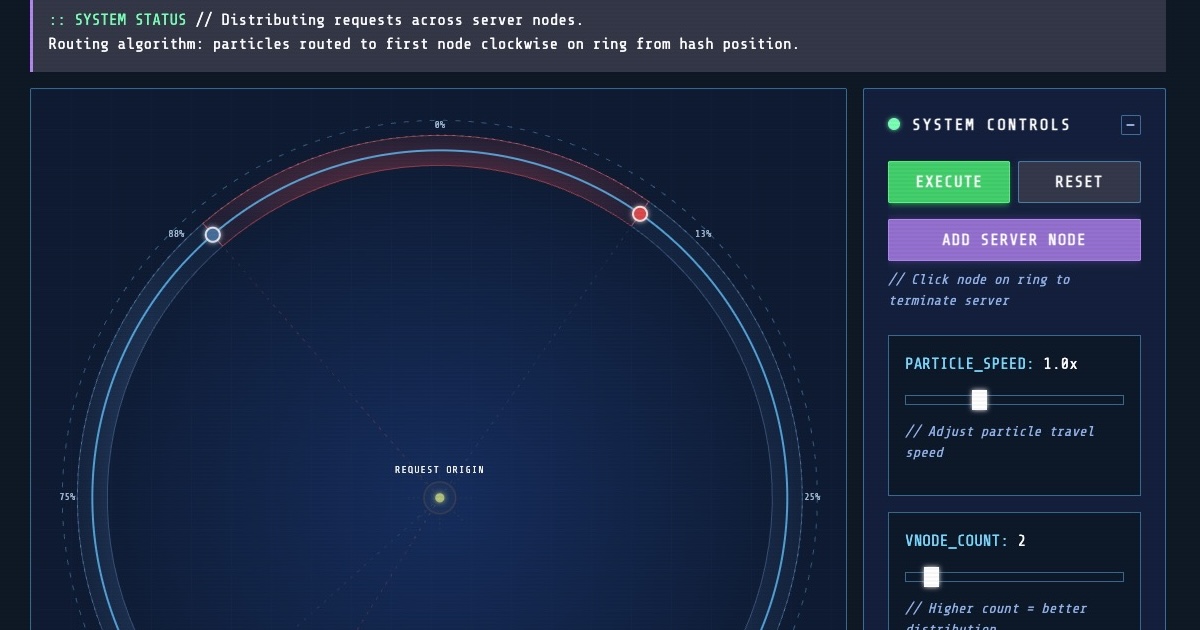 :: SYSTEM STATUS // Distributing requests across server nodes.
Routing algorithm: particles routed to first node clockwise on ring from hash position.
0%
88%
13%
REQUEST ORIGIN
75%
25%
SYSTEM CONTROLS
−
EXECUTE
RESET
ADD SERVER NODE
// Click node on ring to
terminate server
PARTICLE_SPEED: 1.0x
// Adjust particle travel
speed
VNODE_COUNT: 2
// Higher count = better
distribution